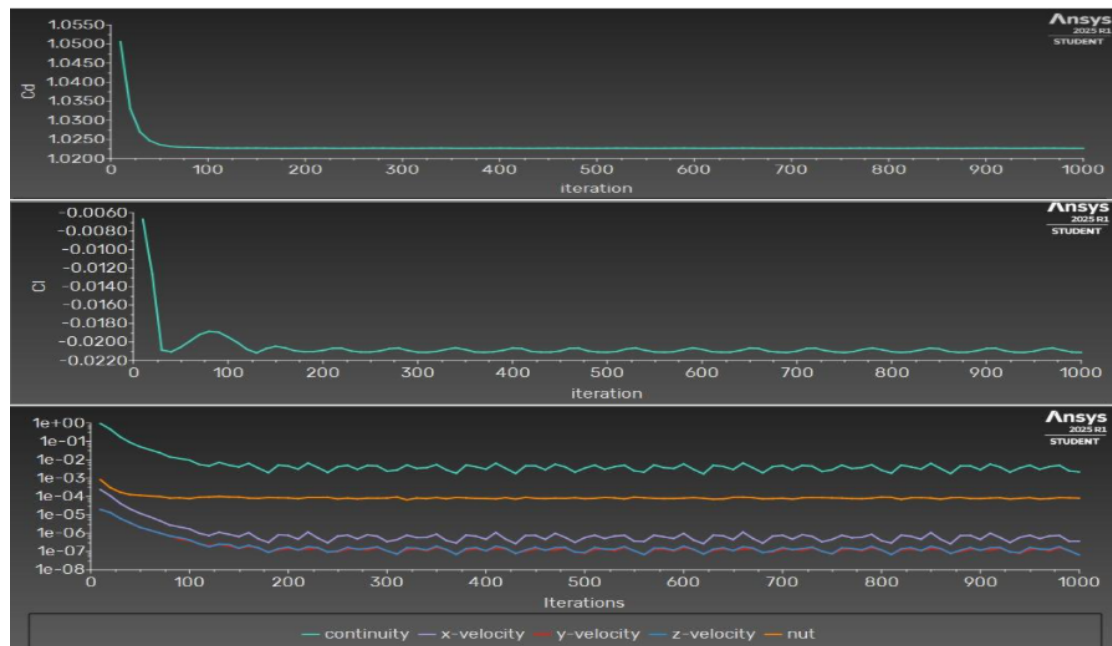 Ansys
2025 R1
STUDENT
1.0550
1.0500
1.0450
1.0400
1.0350
1.0300
1.0250
1.0200
Cd
0 100 200 300 400 500 600 700 800 900 1000
iteration
Ansys
2025 R1
STUDENT
-0.0060
-0.0080
-0.0100
-0.0120
-0.0140
-0.0160
-0.0180
-0.0200
-0.0220
Cl
0 100 200 300 400 500 600 700 800 900 1000
iteration
Ansys
2025 R1
STUDENT
1e+00
1e-01
1e-02
1e-03
1e-04
1e-05
1e-06
1e-07
1e-08
0 100 200 300 400 500 600 700 800 900 1000
Iterations
continuity x-velocity y-velocity z-velocity nut